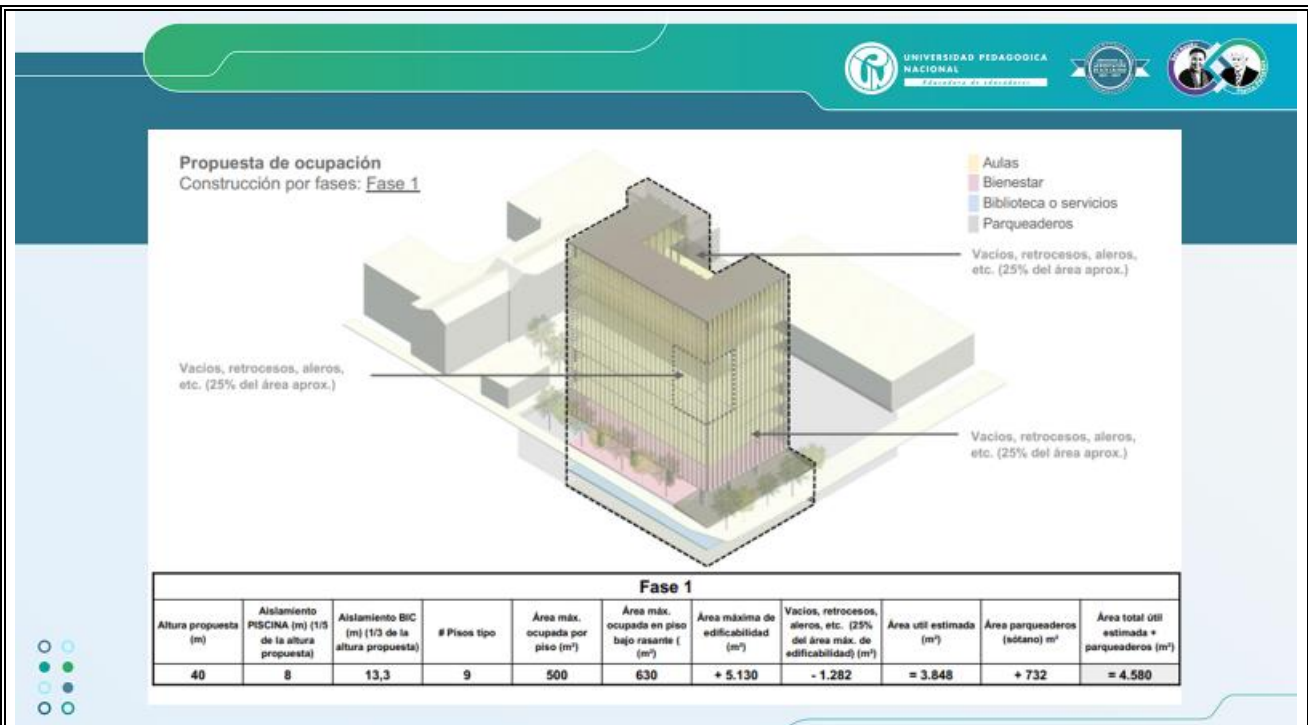 UNIVERSIDAD PEDAGOGICA
NACIONAL
Educadora de educadores
Propuesta de ocupación
Construcción por fases: Fase 1
Aulas
Bienestar
Biblioteca o servicios
Parqueaderos
Vacíos, retrocesos, aleros,
etc. (25% del área aprox.)
Vacíos, retrocesos, aleros,
etc. (25% del área aprox.)
Vacíos, retrocesos, aleros,
etc. (25% del área aprox.)
Fase 1
Altura propuesta
(m)
Aislamiento
PISCINA (m) (1/5
de la altura
propuesta)
Aislamiento BIC
(m) (1/3 de la
altura propuesta)
# Pisos tipo
Área máx.
ocupada por
piso (m²)
Área máx.
ocupada en piso
bajo rasante (
(m²)
Área máxima de
edificabilidad
(m²)
Vacíos, retrocesos,
aleros, etc. (25%
del área máx. de
edificabilidad) (m²)
Área util estimada
(m²)
Área parqueaderos
(sótano) m²
Área total útil
estimada +
parqueaderos (m²)
40 8 13,3 9 500 630 + 5.130 - 1.282 = 3.848 + 732 = 4.580